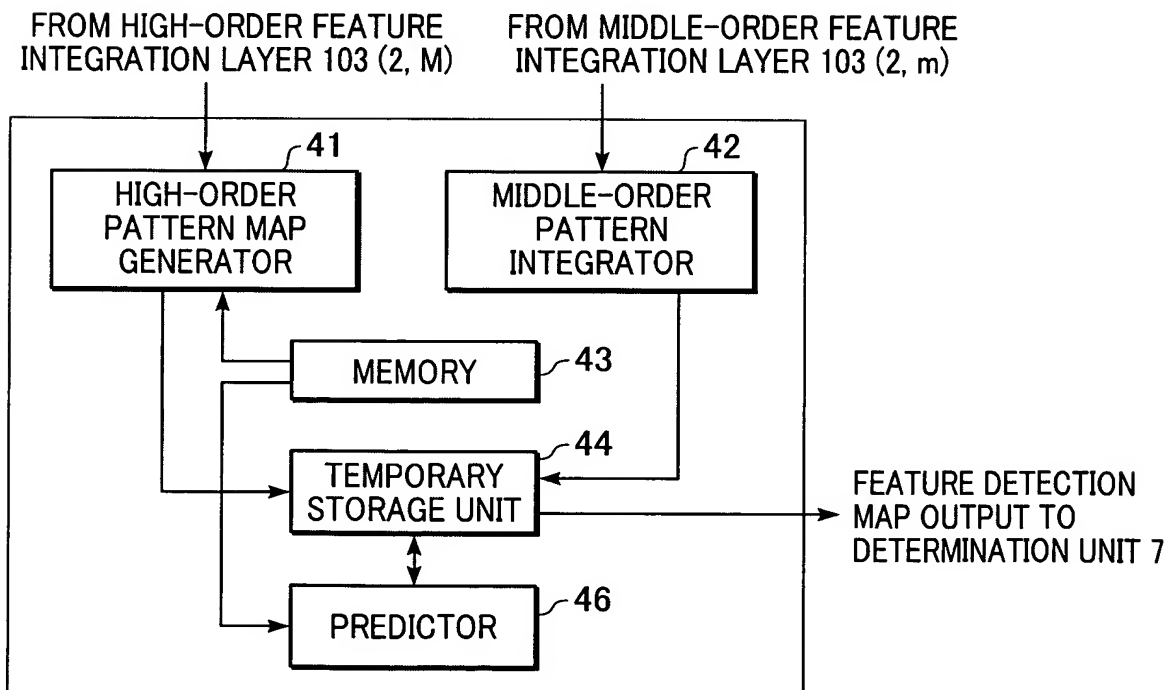 FROM HIGH-ORDER FEATURE
INTEGRATION LAYER 103 (2, M)
FROM MIDDLE-ORDER FEATURE
INTEGRATION LAYER 103 (2, m)
41
HIGH-ORDER
PATTERN MAP
GENERATOR
42
MIDDLE-ORDER
PATTERN
INTEGRATOR
MEMORY
43
44
TEMPORARY
STORAGE UNIT
FEATURE DETECTION
MAP OUTPUT TO
DETERMINATION UNIT 7
PREDICTOR
46